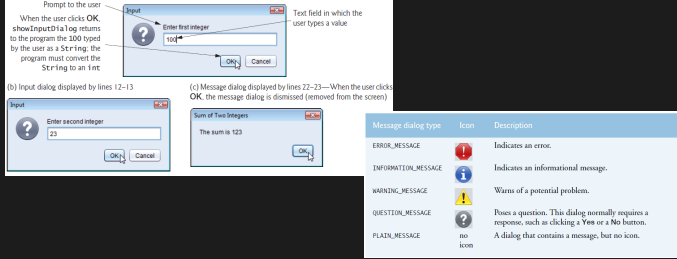 Prompt to the user
When the user clicks OK,
showInputDialog returns
to the program the 100 typed
by the user as a String; the
program must convert the
String to an int
Input
Enter first integer
100
OK
Cancel
Text field in which the
user types a value
(b) Input dialog displayed by lines 12–13
Input
Enter second integer
23
OK
Cancel
(c) Message dialog displayed by lines 22–23—When the user clicks
OK, the message dialog is dismissed (removed from the screen)
Sum of Two Integers
The sum is 123
OK
Message dialog type Icon Description
ERROR_MESSAGE Indicates an error.
INFORMATION_MESSAGE Indicates an informational message.
WARNING_MESSAGE Warns of a potential problem.
QUESTION_MESSAGE Poses a question. This dialog normally requires a
response, such as clicking a Yes or a No button.
PLAIN_MESSAGE no A dialog that contains a message, but no icon.
icon